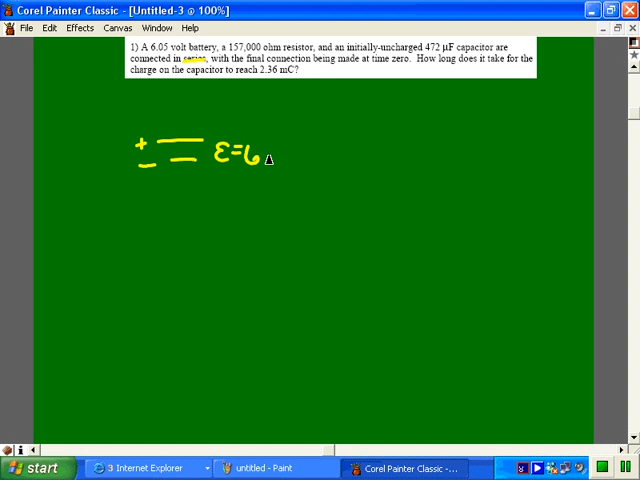 Corel Painter Classic - [Untitled-3 @ 100%]
File Edit Effects Canvas Window Help
1) A 6.05 volt battery, a 157,000 ohm resistor, and an initially-uncharged 472 µF capacitor are
connected in series, with the final connection being made at time zero. How long does it take for the
charge on the capacitor to reach 2.36 mC?
+
− ε=6
start 3 Internet Explorer untitled - Paint Corel Painter Classic -...